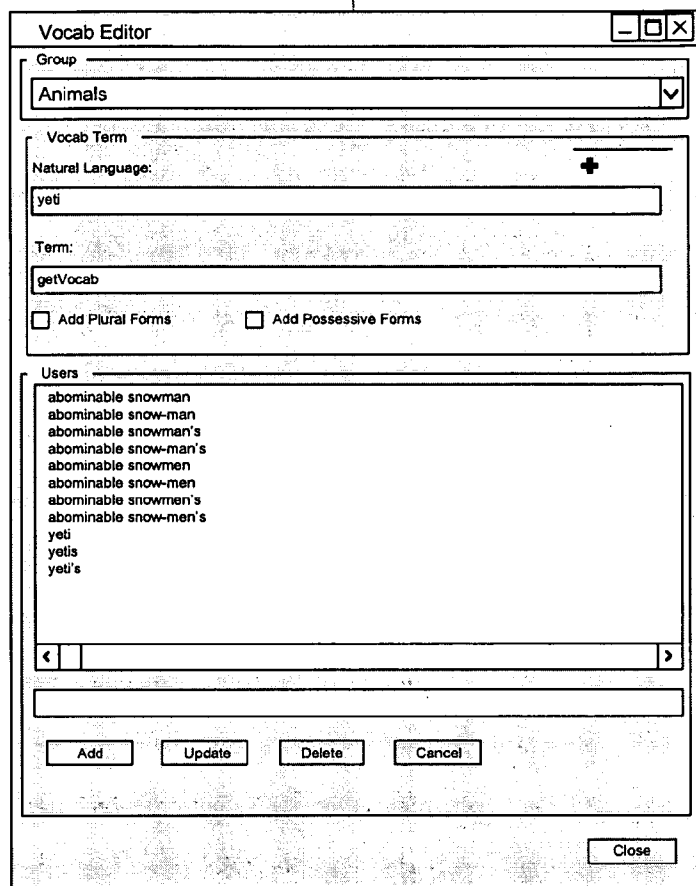 Vocab Editor
Group
Animals
Vocab Term
Natural Language:
yeti
Term:
getVocab
Add Plural Forms Add Possessive Forms
Users
abominable snowman
abominable snow-man
abominable snowman's
abominable snow-man's
abominable snowmen
abominable snow-men
abominable snowmen's
abominable snow-men's
yeti
yetis
yeti's
Add Update Delete Cancel
Close